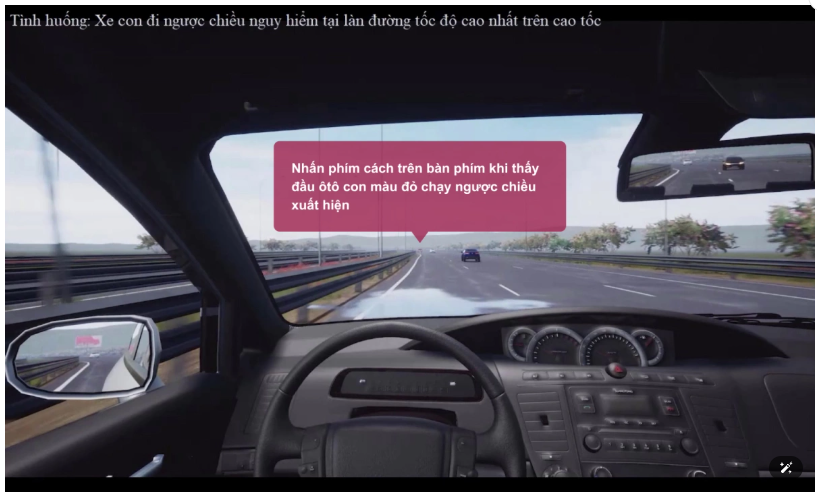 Tình huống: Xe con đi ngược chiều nguy hiểm tại làn đường tốc độ cao nhất trên cao tốc
Nhấn phím cách trên bàn phím khi thấy
đầu ôtô con màu đỏ chạy ngược chiều
xuất hiện